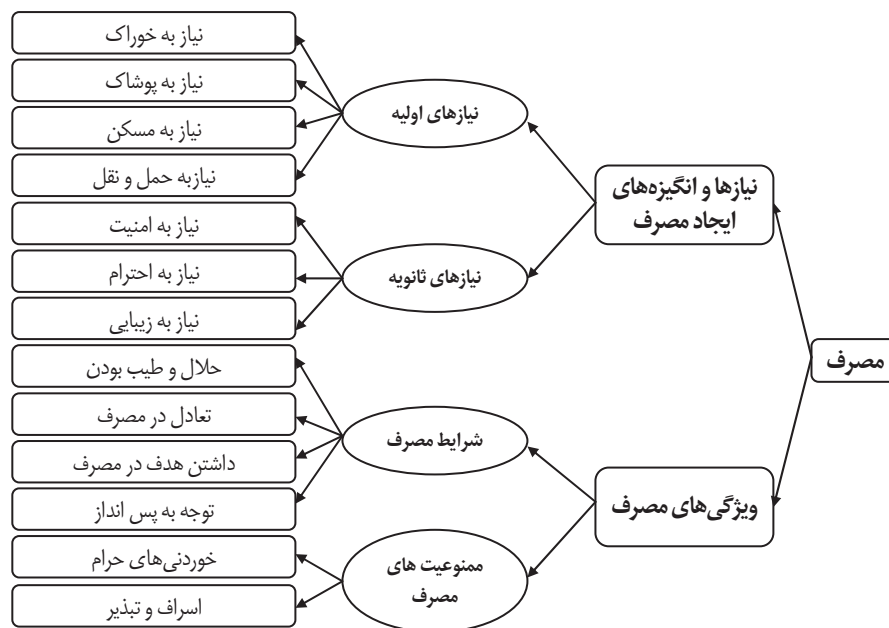 مصرف
نیازها و انگیزه‌های
ایجاد مصرف
نیازهای اولیه
نیاز به خوراک
نیاز به پوشاک
نیاز به مسکن
نیازبه حمل و نقل
نیازهای ثانویه
نیاز به امنیت
نیاز به احترام
نیاز به زیبایی
ویژگی‌های مصرف
شرایط مصرف
حلال و طیب بودن
تعادل در مصرف
داشتن هدف در مصرف
توجه به پس انداز
ممنوعیت های
مصرف
خوردنی‌های حرام
اسراف و تبذیر